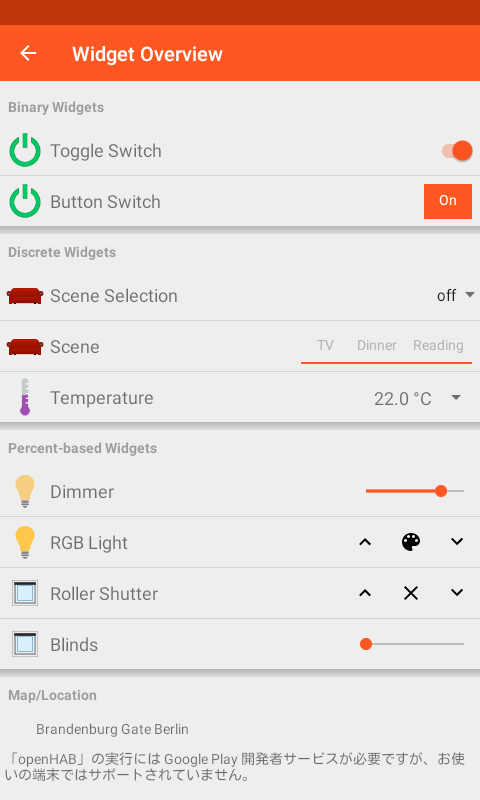 Widget Overview
Binary Widgets
Toggle Switch
Button Switch
On
Discrete Widgets
Scene Selection
off
Scene
TV Dinner Reading
Temperature
22.0 °C
Percent-based Widgets
Dimmer
RGB Light
Roller Shutter
Blinds
Map/Location
Brandenburg Gate Berlin
「openHAB」の実行には Google Play 開発者サービスが必要ですが、お使
いの端末ではサポートされていません。